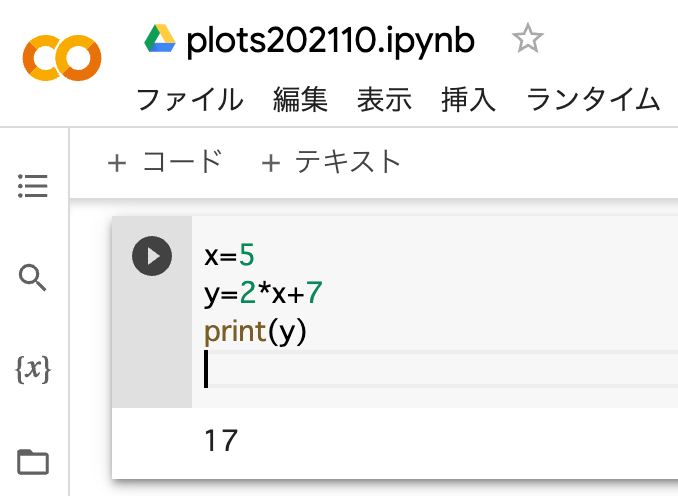 plots202110.ipynb
ファイル 編集 表示 挿入 ランタイム
+ コード + テキスト
x=5
y=2*x+7
print(y)
{x}
17